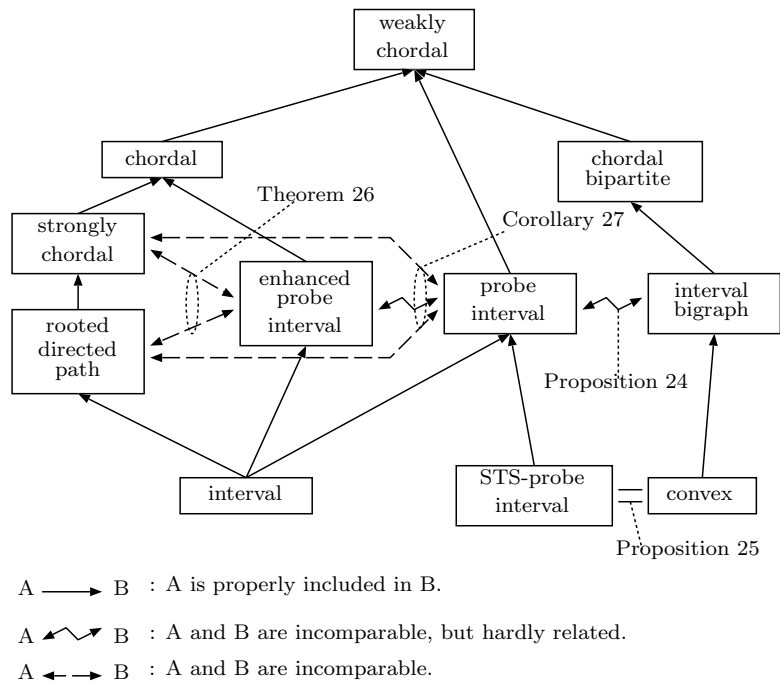 weakly
chordal
chordal
chordal
bipartite
Theorem 26
strongly
chordal
Corollary 27
enhanced
probe
interval
probe
interval
interval
bigraph
rooted
directed
path
Proposition 24
interval
STS-probe
interval
convex
Proposition 25
A B : A is properly included in B.
A B : A and B are incomparable, but hardly related.
A B : A and B are incomparable.